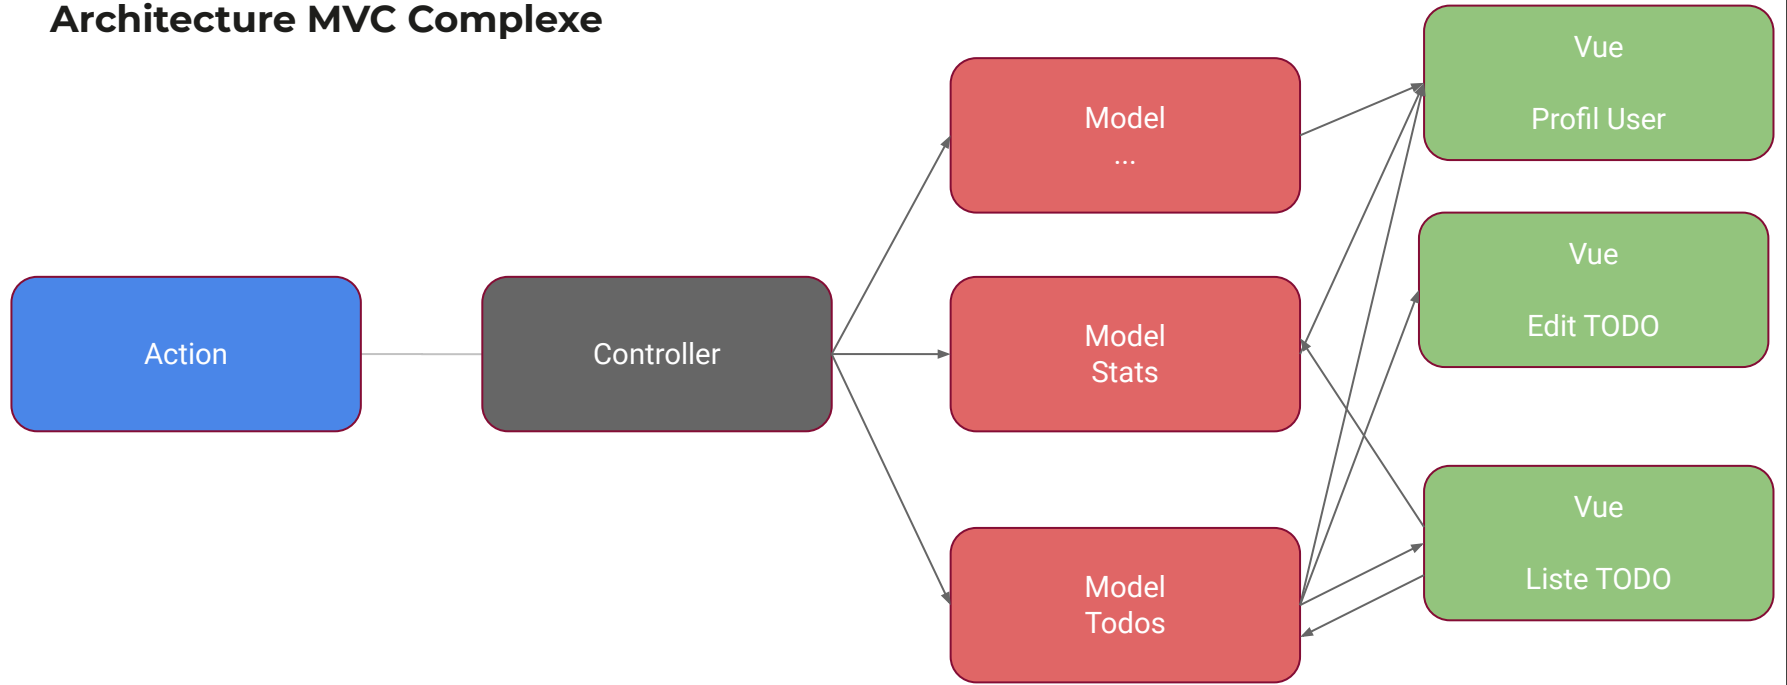 Architecture MVC Complexe
Action
Controller
Model
...
Model
Stats
Model
Todos
Vue
Profil User
Vue
Edit TODO
Vue
Liste TODO